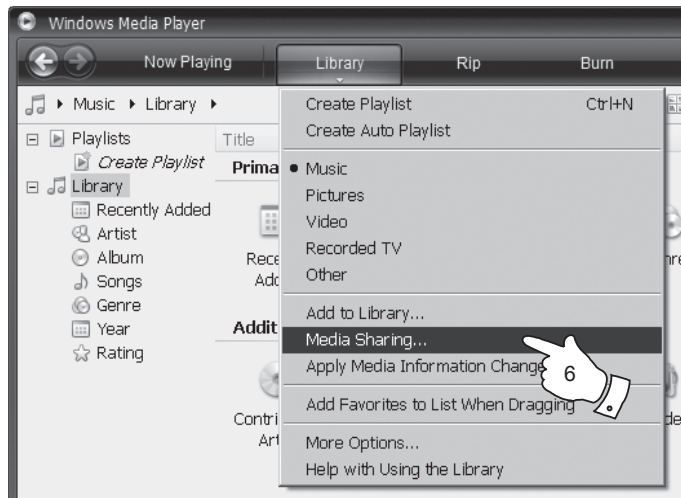 Windows Media Player
Now Playing Library Rip Burn
Music Library
Playlists
Create Playlist
Library
Recently Added
Artist
Album
Songs
Genre
Year
Rating
Title
Prima
Rece
Add
Addit
Contri
Art
Create Playlist Ctrl+N
Create Auto Playlist
Music
Pictures
Video
Recorded TV
Other
Add to Library...
Media Sharing...
Apply Media Information Change
Add Favorites to List When Dragging
More Options...
Help with Using the Library
6